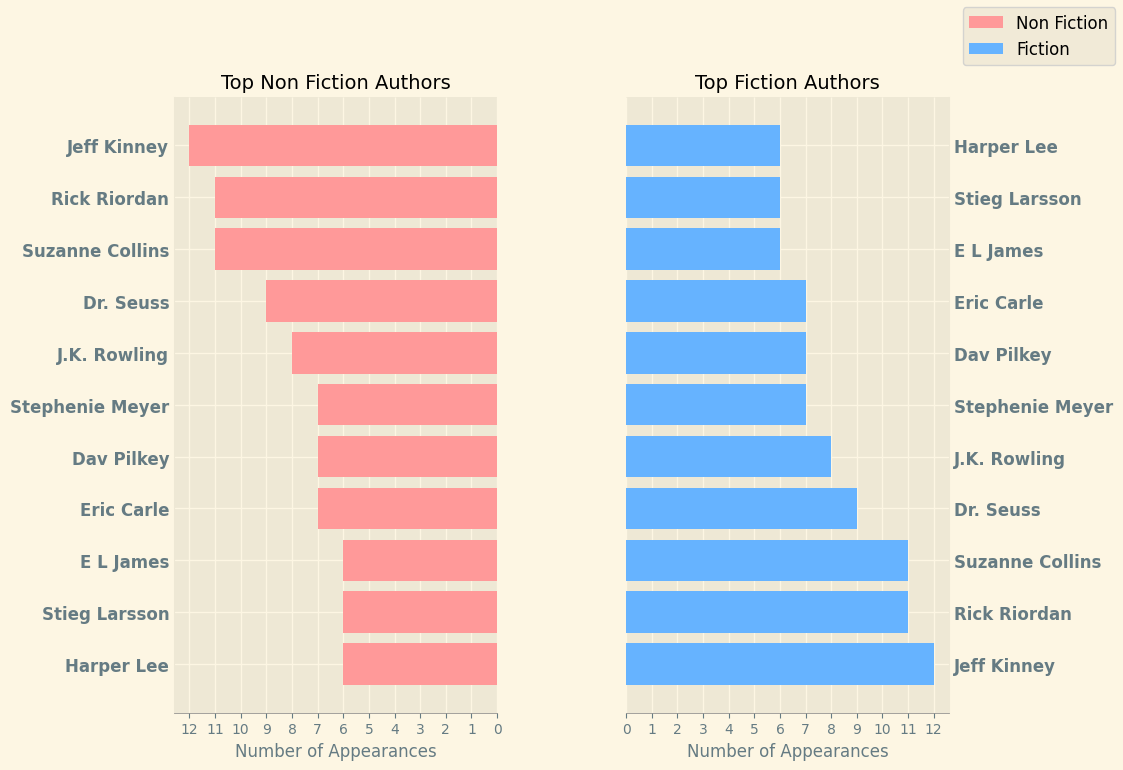 Non Fiction
Fiction
Top Non Fiction Authors
Jeff Kinney
Rick Riordan
Suzanne Collins
Dr. Seuss
J.K. Rowling
Stephenie Meyer
Dav Pilkey
Eric Carle
E L James
Stieg Larsson
Harper Lee
12 11 10 9 8 7 6 5 4 3 2 1 0
Number of Appearances
Top Fiction Authors
Harper Lee
Stieg Larsson
E L James
Eric Carle
Dav Pilkey
Stephenie Meyer
J.K. Rowling
Dr. Seuss
Suzanne Collins
Rick Riordan
Jeff Kinney
0 1 2 3 4 5 6 7 8 9 10 11 12
Number of Appearances